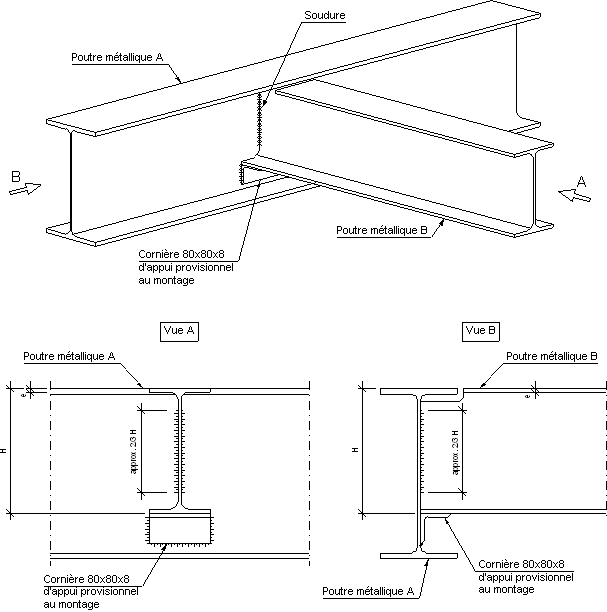 Soudure
Poutre métallique A
B
A
Poutre métallique B
Cornière 80x80x8
d'appui provisionnel
au montage
Vue A
Vue B
Poutre métallique A
Poutre métallique B
e
e
H
approx. 2/3 H
H
approx. 2/3 H
Cornière 80x80x8
d'appui provisionnel
au montage
Cornière 80x80x8
d'appui provisionnel
au montage
Poutre métallique A